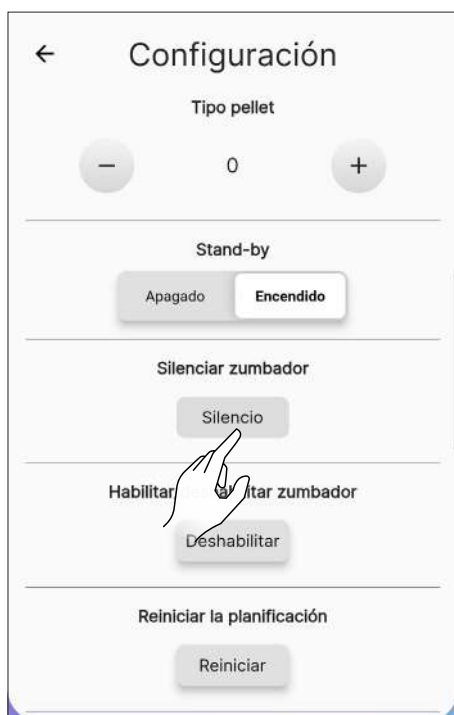 Configuración
Tipo pellet
0
Stand-by
Apagado Encendido
Silenciar zumbador
Silencio
Habilitar zumbador
Deshabilitar
Reiniciar la planificación
Reiniciar